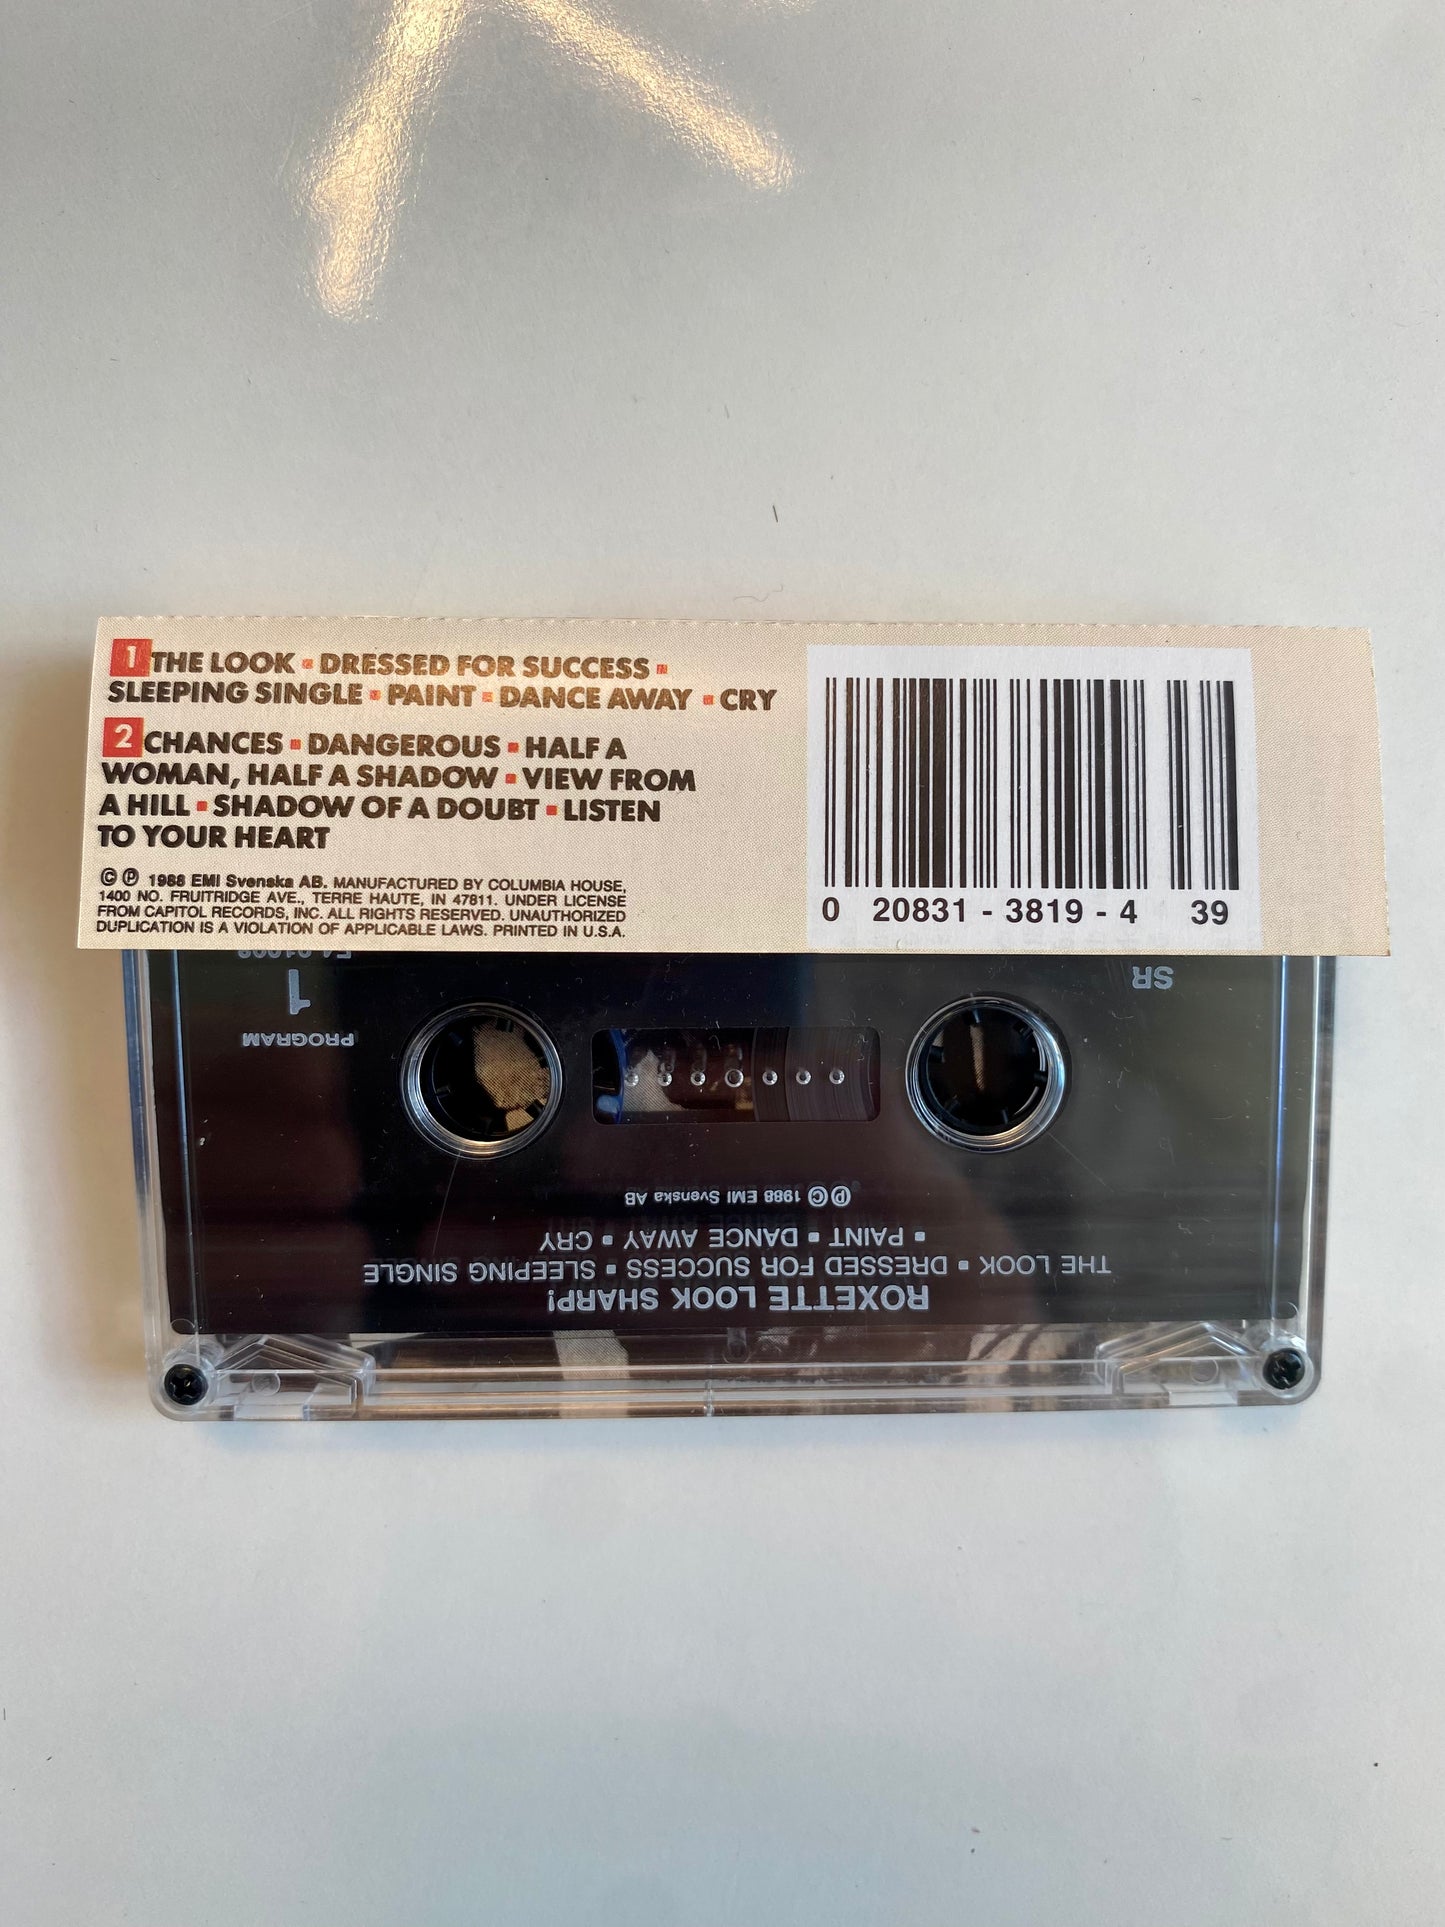 1 THE LOOK ▪ DRESSED FOR SUCCESS ▪
SLEEPING SINGLE ▪ PAINT ▪ DANCE AWAY ▪ CRY
2 CHANCES ▪ DANGEROUS ▪ HALF A
WOMAN, HALF A SHADOW ▪ VIEW FROM
A HILL ▪ SHADOW OF A DOUBT ▪ LISTEN
TO YOUR HEART
© ℗ 1988 EMI Svenska AB. MANUFACTURED BY COLUMBIA HOUSE,
1400 NO. FRUITRIDGE AVE., TERRE HAUTE, IN 47811. UNDER LICENSE
FROM CAPITOL RECORDS, INC. ALL RIGHTS RESERVED. UNAUTHORIZED
DUPLICATION IS A VIOLATION OF APPLICABLE LAWS. PRINTED IN U.S.A.
0 20831 - 3819 - 4 39
ROXETTE LOOK SHARP!
THE LOOK ▪ DRESSED FOR SUCCESS ▪ SLEEPING SINGLE
▪ PAINT ▪ DANCE AWAY ▪ CRY
℗ © 1988 EMI Svenska AB
PROGRAM
1
SR